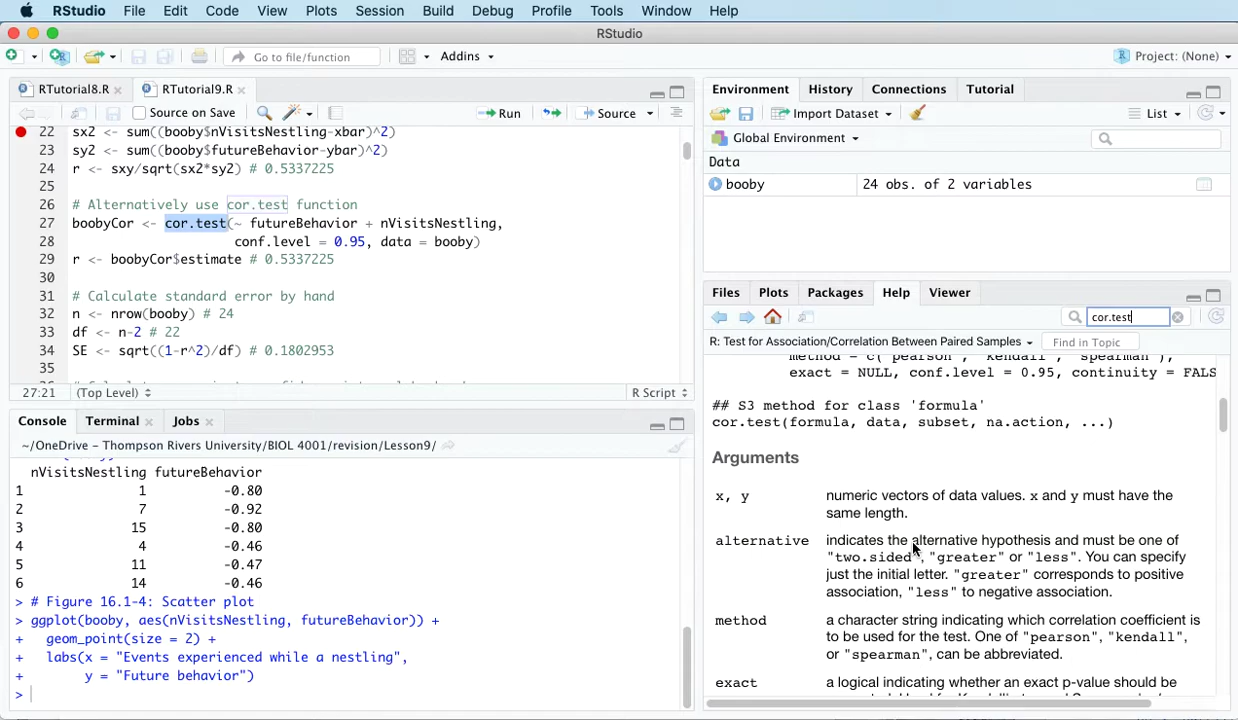 RStudio File Edit Code View Plots Session Build Debug Profile Tools Window Help
RStudio
Go to file/function Addins Project: (None)
RTutorial8.R RTutorial9.R
Source on Save Run Source
22 sx2 <- sum((booby$nVisitsNestling-xbar)^2)
23 sy2 <- sum((booby$futureBehavior-ybar)^2)
24 r <- sxy/sqrt(sx2*sy2) # 0.5337225
25
26 # Alternatively use cor.test function
27 boobyCor <- cor.test(~ futureBehavior + nVisitsNestling,
28 conf.level = 0.95, data = booby)
29 r <- boobyCor$estimate # 0.5337225
30
31 # Calculate standard error by hand
32 n <- nrow(booby) # 24
33 df <- n-2 # 22
34 SE <- sqrt((1-r^2)/df) # 0.1802953
35
27:21 (Top Level) R Script
Console Terminal Jobs
~/OneDrive – Thompson Rivers University/BIOL 4001/revision/Lesson9/
nVisitsNestling futureBehavior
1 1 -0.80
2 7 -0.92
3 15 -0.80
4 4 -0.46
5 11 -0.47
6 14 -0.46
> # Figure 16.1-4: Scatter plot
> ggplot(booby, aes(nVisitsNestling, futureBehavior)) +
+ geom_point(size = 2) +
+ labs(x = "Events experienced while a nestling",
+ y = "Future behavior")
>
Environment History Connections Tutorial
Import Dataset List
Global Environment
Data
booby 24 obs. of 2 variables
Files Plots Packages Help Viewer
cor.test
R: Test for Association/Correlation Between Paired Samples Find in Topic
method = c("pearson", "kendall", "spearman"),
exact = NULL, conf.level = 0.95, continuity = FALS
## S3 method for class 'formula'
cor.test(formula, data, subset, na.action, ...)
Arguments
x, y numeric vectors of data values. x and y must have the
same length.
alternative indicates the alternative hypothesis and must be one of
"two.sided", "greater" or "less". You can specify
just the initial letter. "greater" corresponds to positive
association, "less" to negative association.
method a character string indicating which correlation coefficient is
to be used for the test. One of "pearson", "kendall",
or "spearman", can be abbreviated.
exact a logical indicating whether an exact p-value should be